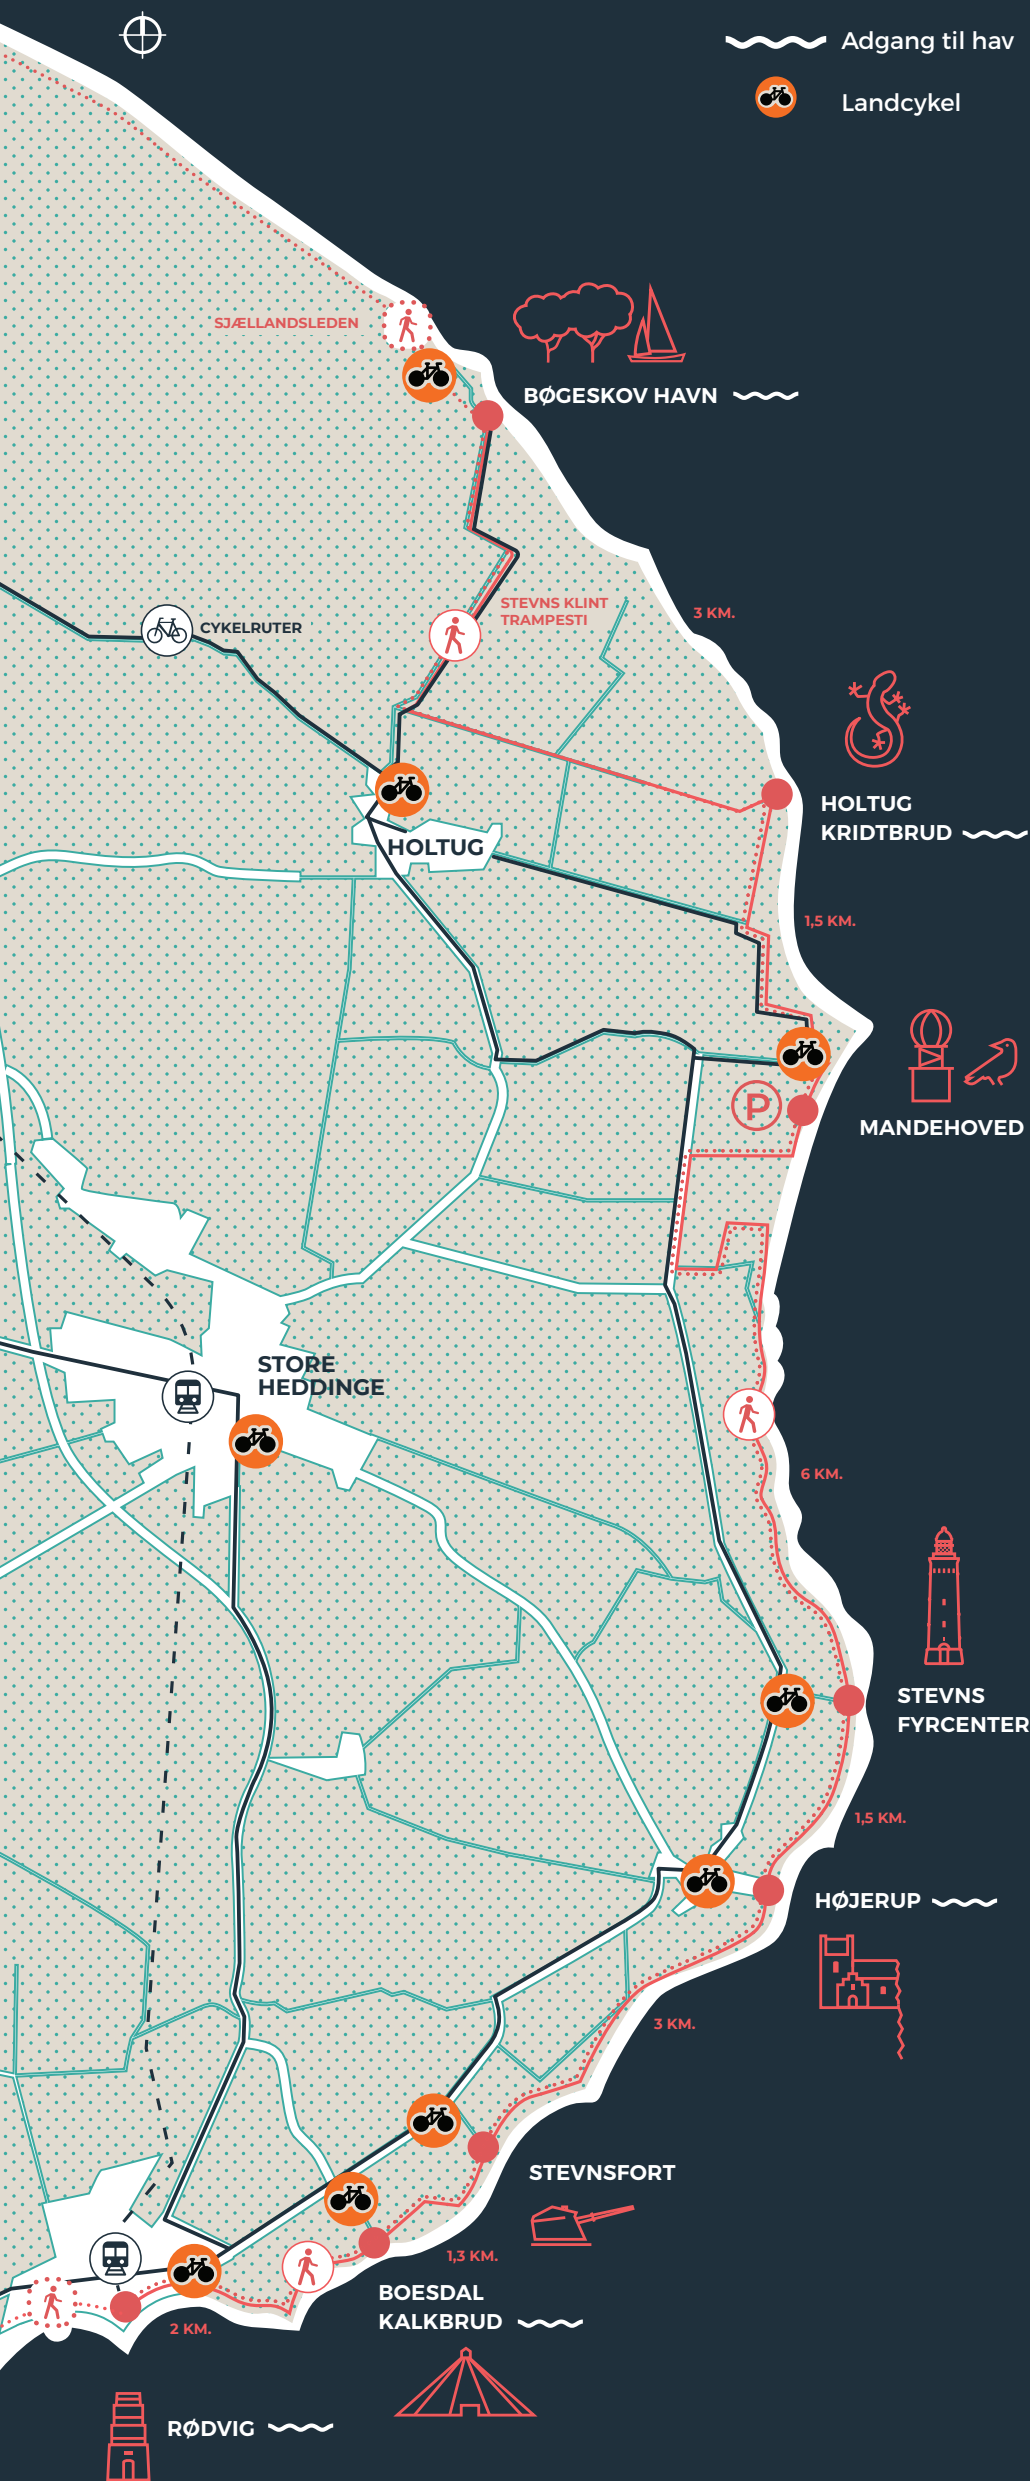 Adgang til hav
Landcykel
SJÆLLANDSLEDEN
BØGESKOV HAVN
STEVNS KLINT
TRAMPESTI
3 KM.
CYKELRUTER
HOLTUG
KRIDTBRUD
HOLTUG
1,5 KM.
P
MANDEHOVED
STORE
HEDDINGE
6 KM.
STEVNS
FYRCENTER
1,5 KM.
HØJERUP
3 KM.
STEVNSFORT
1,3 KM.
BOESDAL
KALKBRUD
2 KM.
RØDVIG